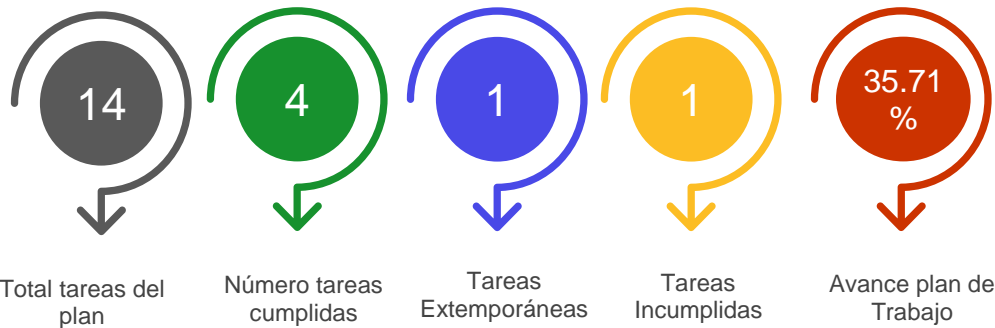 14
4
1
1
35.71
%
Total tareas del
plan
Número tareas
cumplidas
Tareas
Extemporáneas
Tareas
Incumplidas
Avance plan de
Trabajo